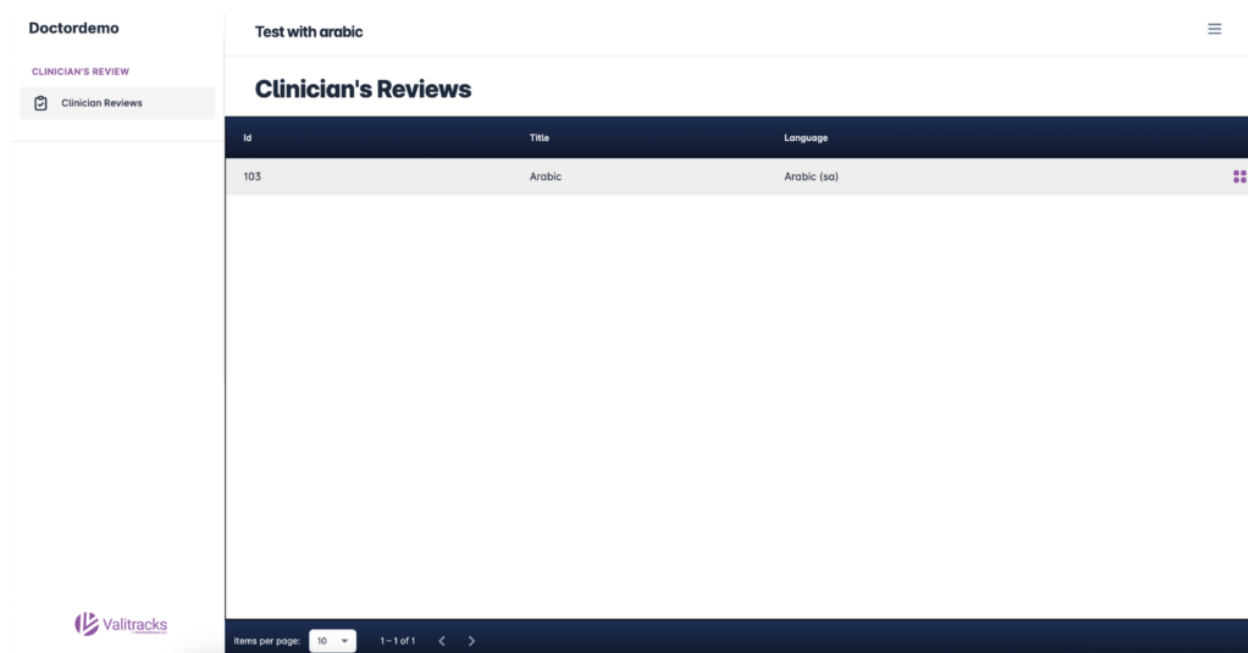 Doctordemo
CLINICIAN'S REVIEW
Clinician Reviews
Test with arabic
Clinician's Reviews
Id Title Language
103 Arabic Arabic (sa)
Items per page: 10 1 – 1 of 1
Valitracks